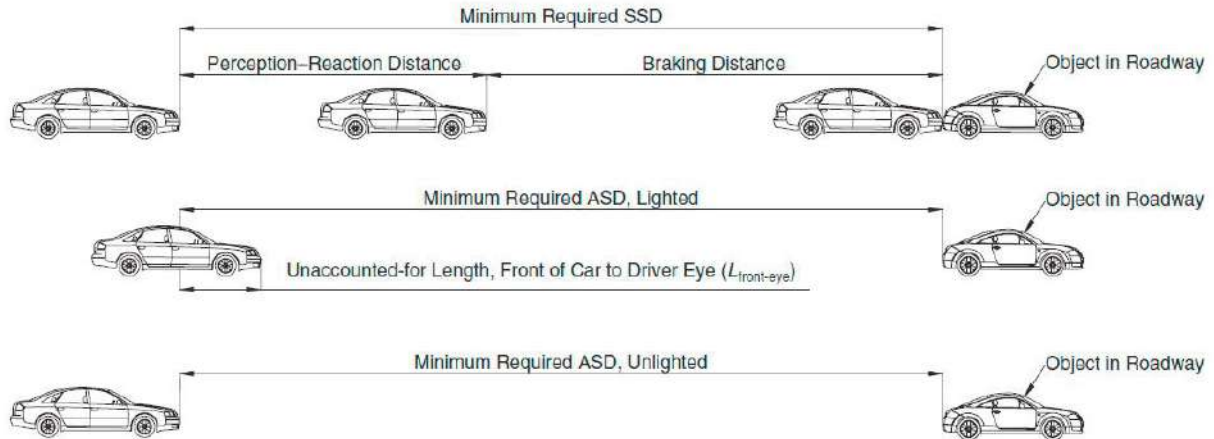 Minimum Required SSD
Perception–Reaction Distance
Braking Distance
Object in Roadway
Minimum Required ASD, Lighted
Object in Roadway
Unaccounted-for Length, Front of Car to Driver Eye (Lfront-eye)
Minimum Required ASD, Unlighted
Object in Roadway